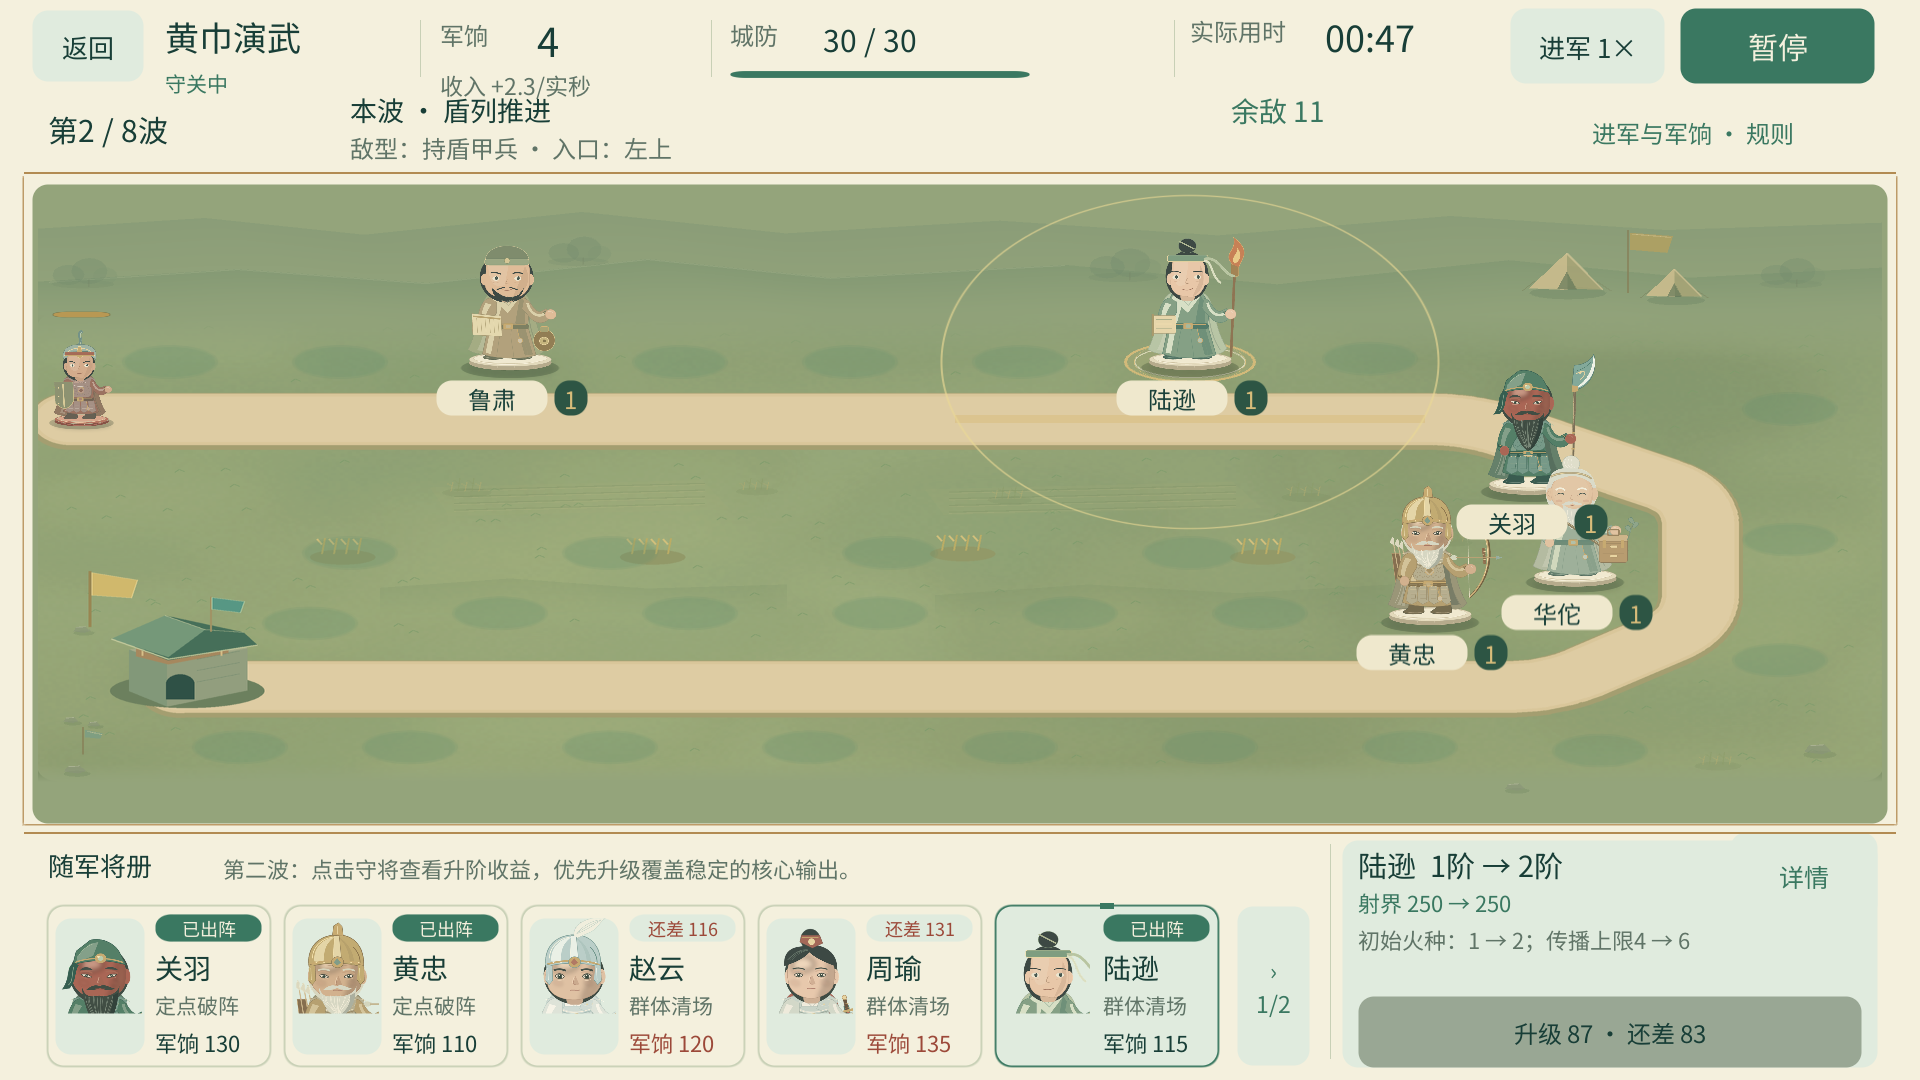 返回
黄巾演武
守关中
军饷 4
收入 +2.3/实秒
城防 30 / 30
实际用时 00:47
进军 1×
暂停
第2 / 8波
本波 · 盾列推进
敌型：持盾甲兵 · 入口：左上
余敌 11
进军与军饷 · 规则
鲁肃 1
陆逊 1
关羽 1
华佗 1
黄忠 1
随军将册
第二波：点击守将查看升阶收益，优先升级覆盖稳定的核心输出。
已出阵
关羽
定点破阵
军饷 130
已出阵
黄忠
定点破阵
军饷 110
还差 116
赵云
群体清场
军饷 120
还差 131
周瑜
群体清场
军饷 135
已出阵
陆逊
群体清场
军饷 115
›
1/2
陆逊 1阶 → 2阶
详情
射界 250 → 250
初始火种：1 → 2；传播上限4 → 6
升级 87 · 还差 83